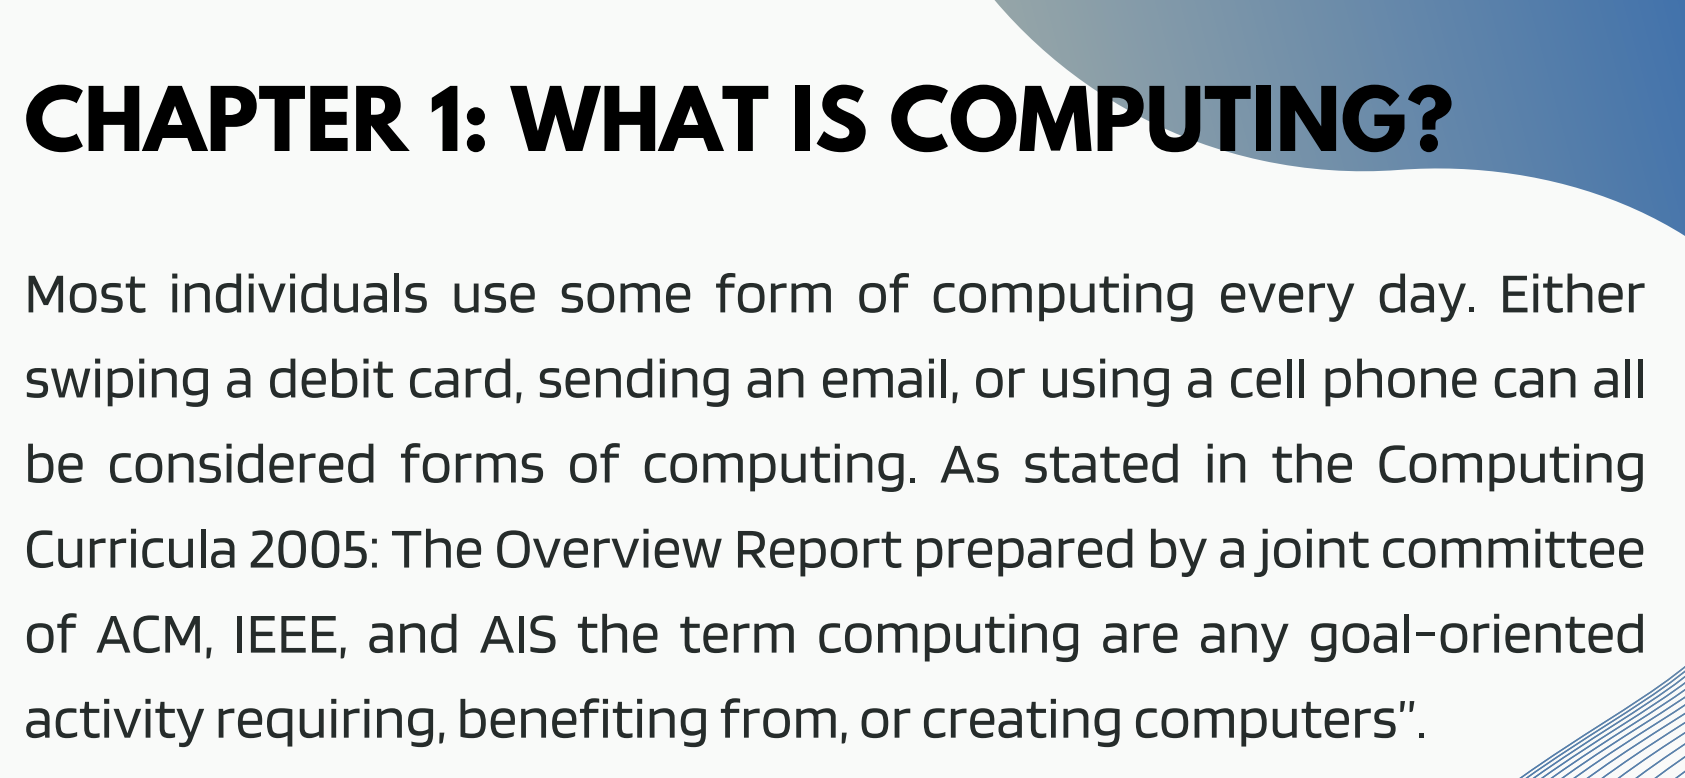 CHAPTER 1: WHAT IS COMPUTING?
Most individuals use some form of computing every day. Either
swiping a debit card, sending an email, or using a cell phone can all
be considered forms of computing. As stated in the Computing
Curricula 2005: The Overview Report prepared by a joint committee
of ACM, IEEE, and AIS the term computing are any goal-oriented
activity requiring, benefiting from, or creating computers”.